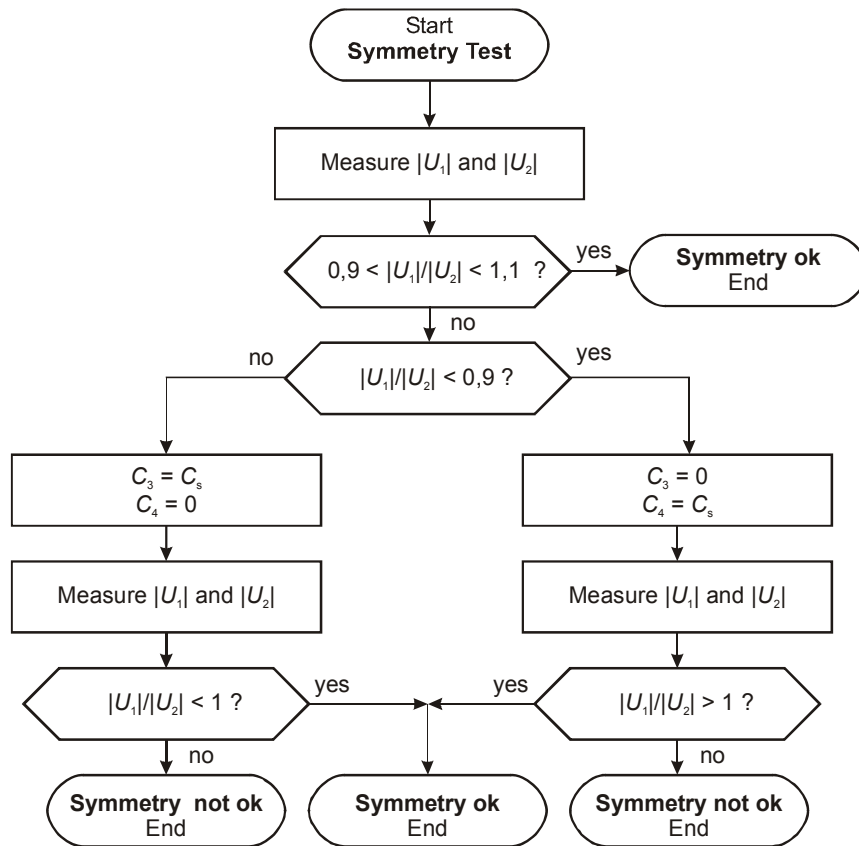 Start
Symmetry Test
Measure |U₁| and |U₂|
0,9 < |U₁|/|U₂| < 1,1 ?
yes
Symmetry ok
End
no
|U₁|/|U₂| < 0,9 ?
no
yes
C₃ = Cₛ
C₄ = 0
C₃ = 0
C₄ = Cₛ
Measure |U₁| and |U₂|
Measure |U₁| and |U₂|
|U₁|/|U₂| < 1 ?
yes
yes
|U₁|/|U₂| > 1 ?
no
no
Symmetry not ok
End
Symmetry ok
End
Symmetry not ok
End